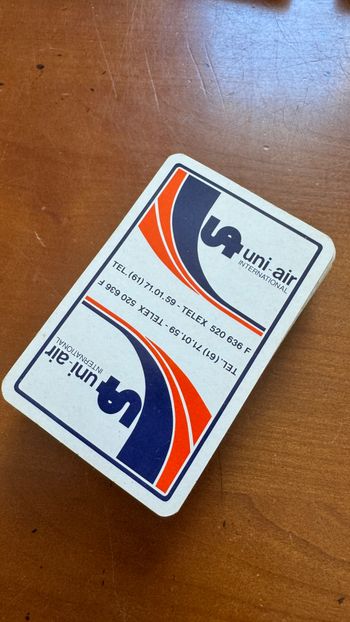 uni-air
INTERNATIONAL
TEL. (61) 71.01.59 - TELEX 520 636 F
TEL. (61) 71.01.59 - TELEX 520 636 F
uni-air
INTERNATIONAL